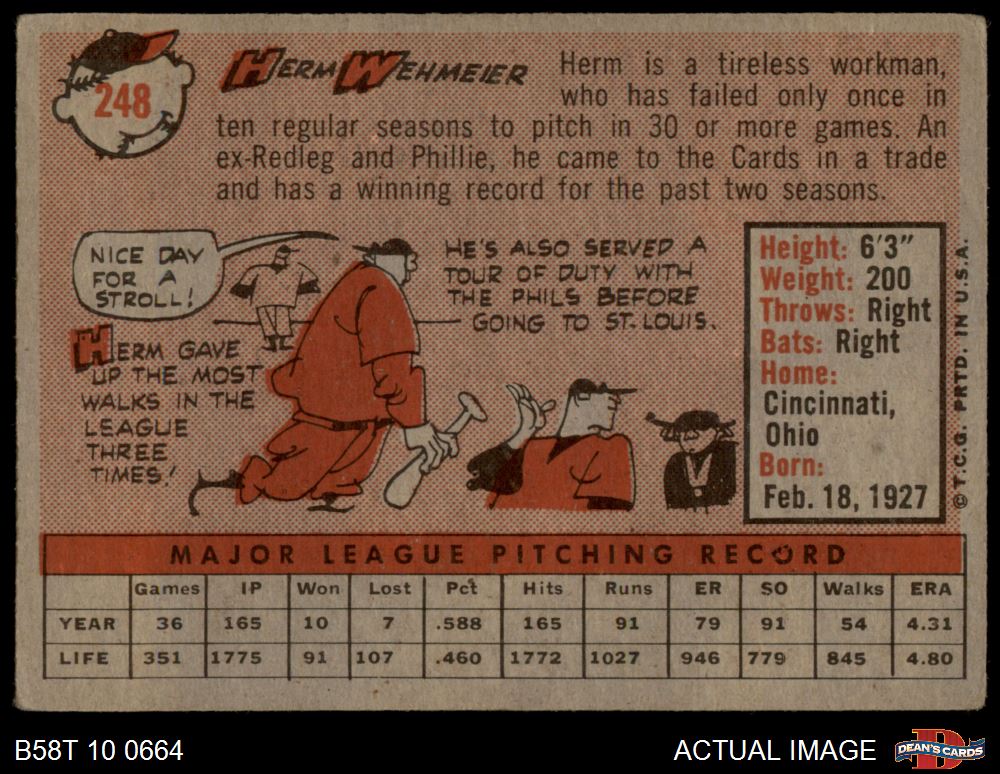 248
HERM WEHMEIER
Herm is a tireless workman,
who has failed only once in
ten regular seasons to pitch in 30 or more games. An
ex-Redleg and Phillie, he came to the Cards in a trade
and has a winning record for the past two seasons.
NICE DAY
FOR A
STROLL!
HERM GAVE
UP THE MOST
WALKS IN THE
LEAGUE
THREE
TIMES!
HE'S ALSO SERVED A
TOUR OF DUTY WITH
THE PHILS BEFORE
GOING TO ST. LOUIS.
Height: 6'3"
Weight: 200
Throws: Right
Bats: Right
Home:
Cincinnati,
Ohio
Born:
Feb. 18, 1927
© T.C.G. PRTD. IN U.S.A.
MAJOR LEAGUE PITCHING RECORD
Games IP Won Lost Pct Hits Runs ER SO Walks ERA
YEAR 36 165 10 7 .588 165 91 79 91 54 4.31
LIFE 351 1775 91 107 .460 1772 1027 946 779 845 4.80
B58T 10 0664
ACTUAL IMAGE
D
DEAN'S CARDS